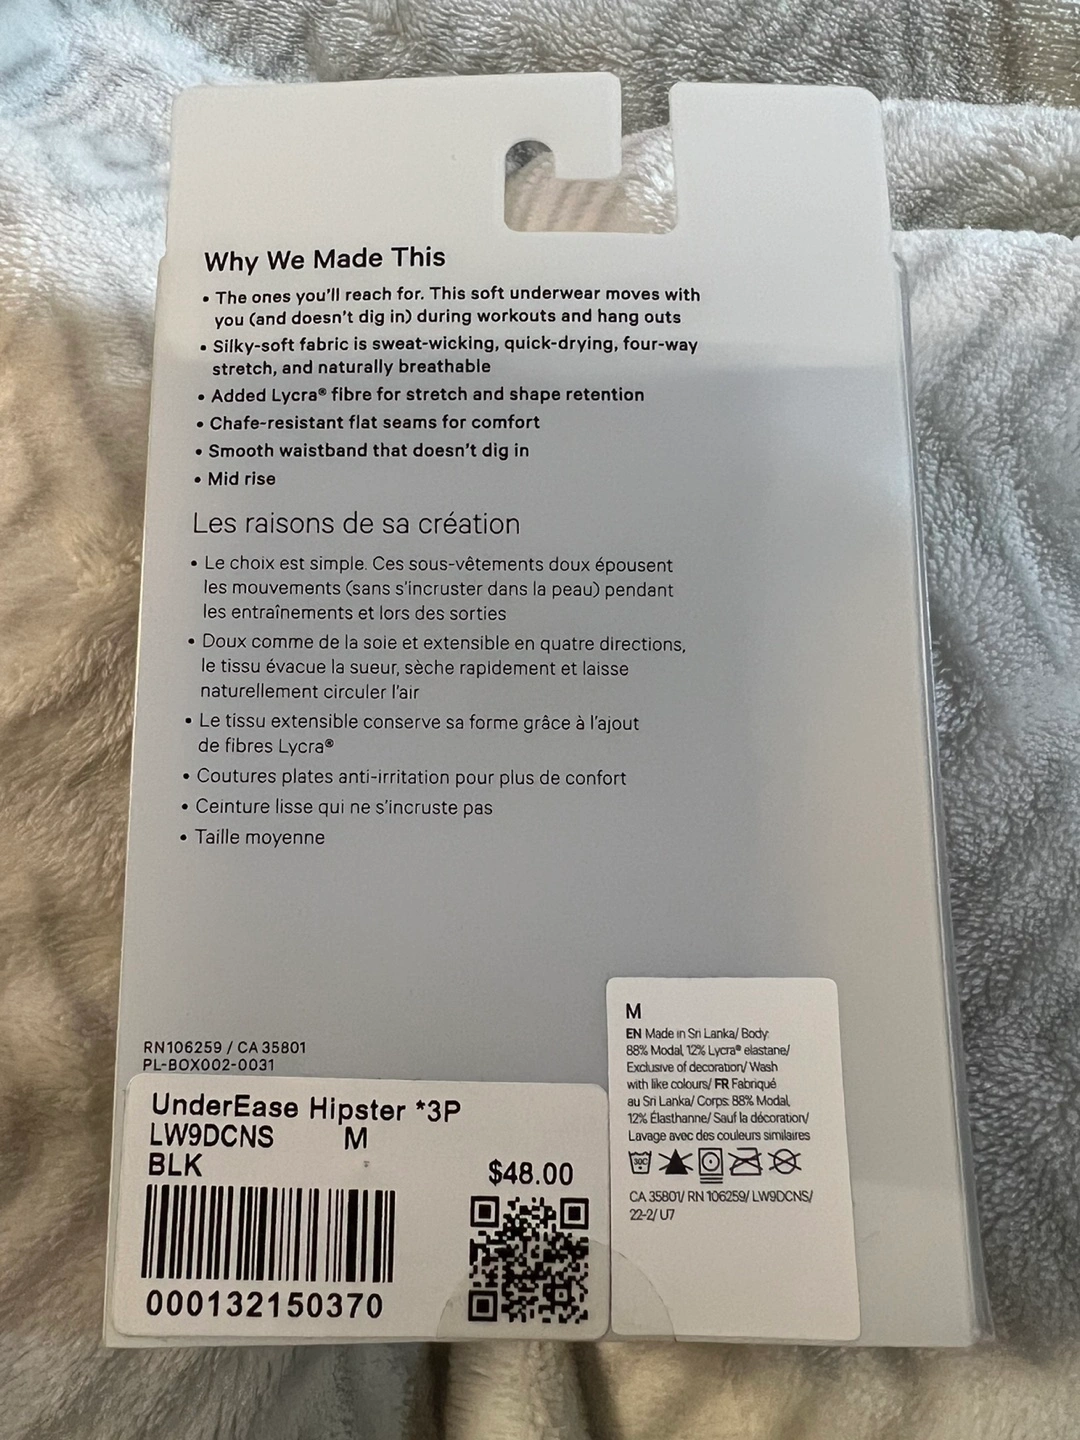 Why We Made This
• The ones you'll reach for. This soft underwear moves with
you (and doesn't dig in) during workouts and hang outs
• Silky-soft fabric is sweat-wicking, quick-drying, four-way
stretch, and naturally breathable
• Added Lycra® fibre for stretch and shape retention
• Chafe-resistant flat seams for comfort
• Smooth waistband that doesn't dig in
• Mid rise
Les raisons de sa création
• Le choix est simple. Ces sous-vêtements doux épousent
les mouvements (sans s'incruster dans la peau) pendant
les entraînements et lors des sorties
• Doux comme de la soie et extensible en quatre directions,
le tissu évacue la sueur, sèche rapidement et laisse
naturellement circuler l'air
• Le tissu extensible conserve sa forme grâce à l'ajout
de fibres Lycra®
• Coutures plates anti-irritation pour plus de confort
• Ceinture lisse qui ne s'incruste pas
• Taille moyenne
RN106259 / CA 35801
PL-BOX002-0031
UnderEase Hipster *3P
LW9DCNS M
BLK
$48.00
000132150370
M
EN Made in Sri Lanka/ Body:
88% Modal, 12% Lycra® elastane/
Exclusive of decoration/ Wash
with like colours/ FR Fabriqué
au Sri Lanka/ Corps: 88% Modal,
12% Élasthanne/ Sauf la décoration/
Lavage avec des couleurs similaires
30C
CA 35801/ RN 106259/ LW9DCNS/
22-2/ U7